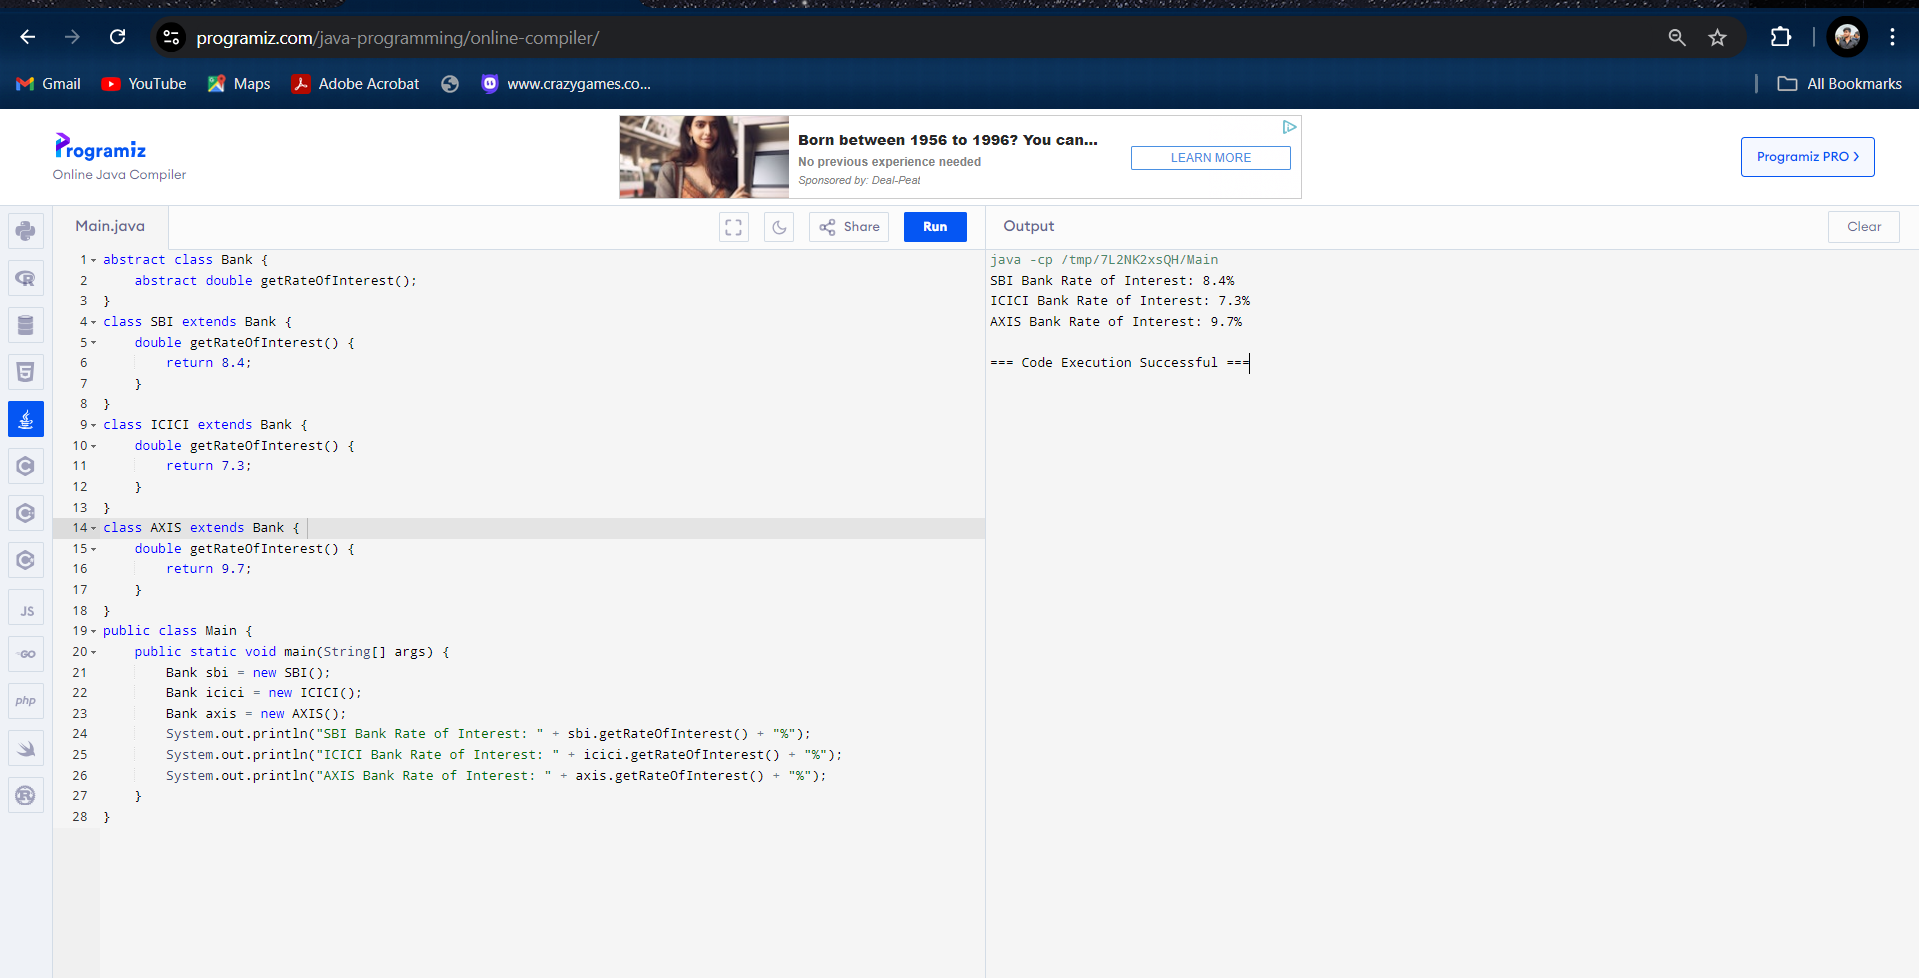 programiz.com/java-programming/online-compiler/
Gmail
YouTube
Maps
Adobe Acrobat
www.crazygames.co...
All Bookmarks
Programiz
Online Java Compiler
Born between 1956 to 1996? You can...
No previous experience needed
Sponsored by: Deal-Peat
LEARN MORE
Programiz PRO >
Main.java
Share
Run
Output
Clear
JS
GO
php
1 abstract class Bank {
2     abstract double getRateOfInterest();
3 }
4 class SBI extends Bank {
5     double getRateOfInterest() {
6         return 8.4;
7     }
8 }
9 class ICICI extends Bank {
10     double getRateOfInterest() {
11         return 7.3;
12     }
13 }
14 class AXIS extends Bank {
15     double getRateOfInterest() {
16         return 9.7;
17     }
18 }
19 public class Main {
20     public static void main(String[] args) {
21         Bank sbi = new SBI();
22         Bank icici = new ICICI();
23         Bank axis = new AXIS();
24         System.out.println("SBI Bank Rate of Interest: " + sbi.getRateOfInterest() + "%");
25         System.out.println("ICICI Bank Rate of Interest: " + icici.getRateOfInterest() + "%");
26         System.out.println("AXIS Bank Rate of Interest: " + axis.getRateOfInterest() + "%");
27     }
28 }
java -cp /tmp/7L2NK2xsQH/Main
SBI Bank Rate of Interest: 8.4%
ICICI Bank Rate of Interest: 7.3%
AXIS Bank Rate of Interest: 9.7%
=== Code Execution Successful ===